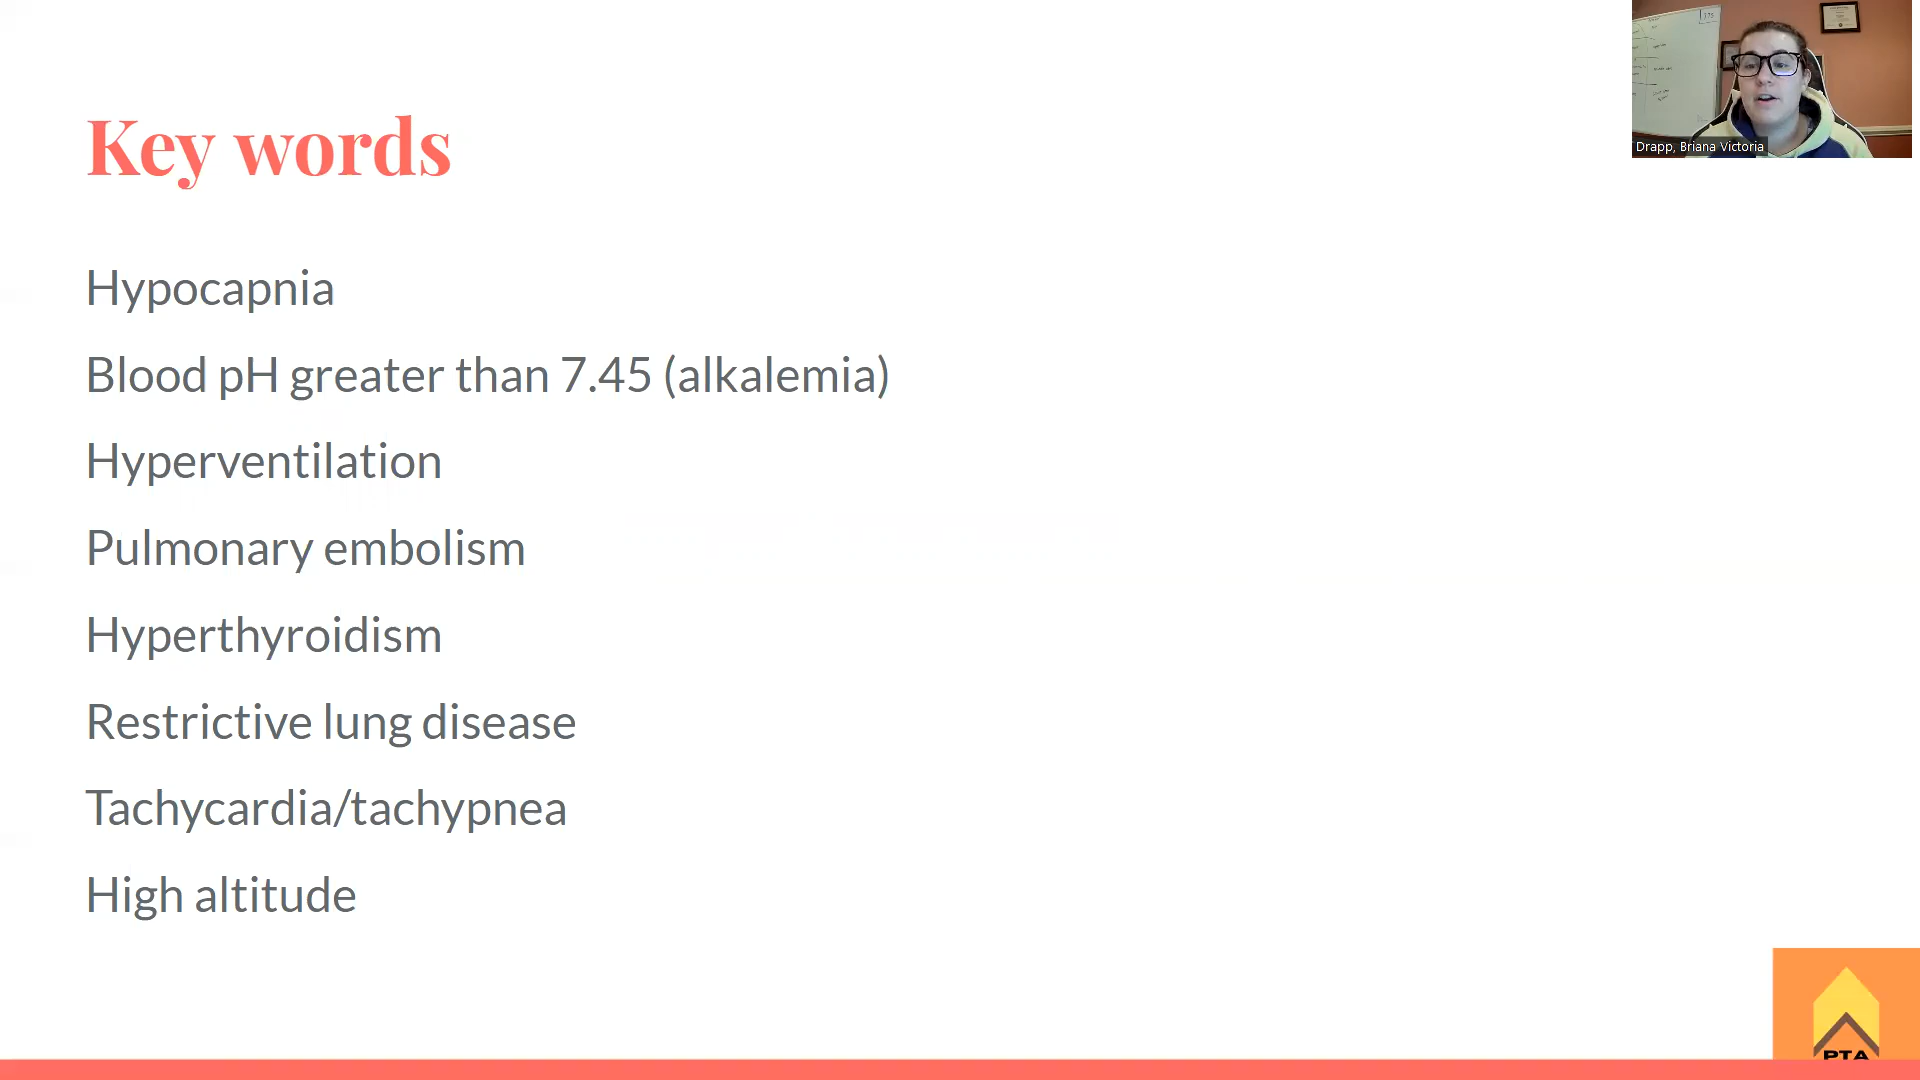 Key words
Hypocapnia
Blood pH greater than 7.45 (alkalemia)
Hyperventilation
Pulmonary embolism
Hyperthyroidism
Restrictive lung disease
Tachycardia/tachypnea
High altitude
Drapp, Briana Victoria
PTA